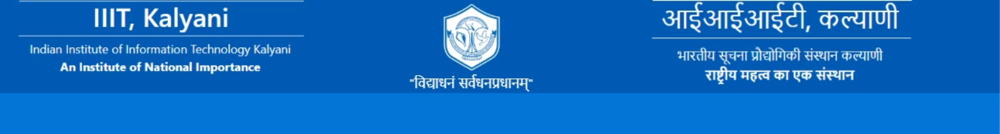 IIIT, Kalyani
Indian Institute of Information Technology Kalyani
An Institute of National Importance
"विद्याधनं सर्वधनप्रधानम्"
आईआईआईटी, कल्याणी
भारतीय सूचना प्रौद्योगिकी संस्थान कल्याणी
राष्ट्रीय महत्व का एक संस्थान